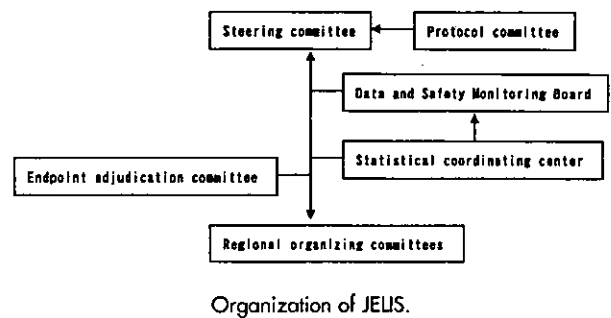 Steering committee
Protocol committee
Data and Safety Monitoring Board
Statistical coordinating center
Endpoint adjudication committee
Regional organizing committees
Organization of JELIS.